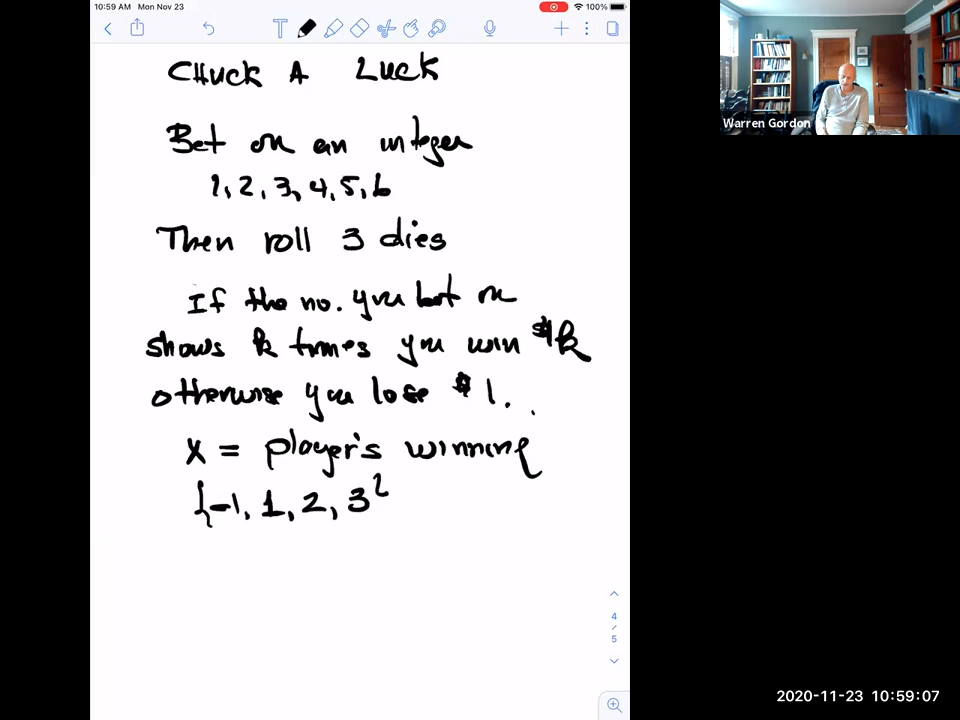 10:59 AM Mon Nov 23
100%
CHUCK A LUCK
Bet on an integer
1, 2, 3, 4, 5, 6
Then roll 3 dies
If the no. you bet on
shows k times you win $k
otherwise you lose $1.
X = player's winning
{-1, 1, 2, 3
4
/
5
Warren Gordon
2020-11-23 10:59:07